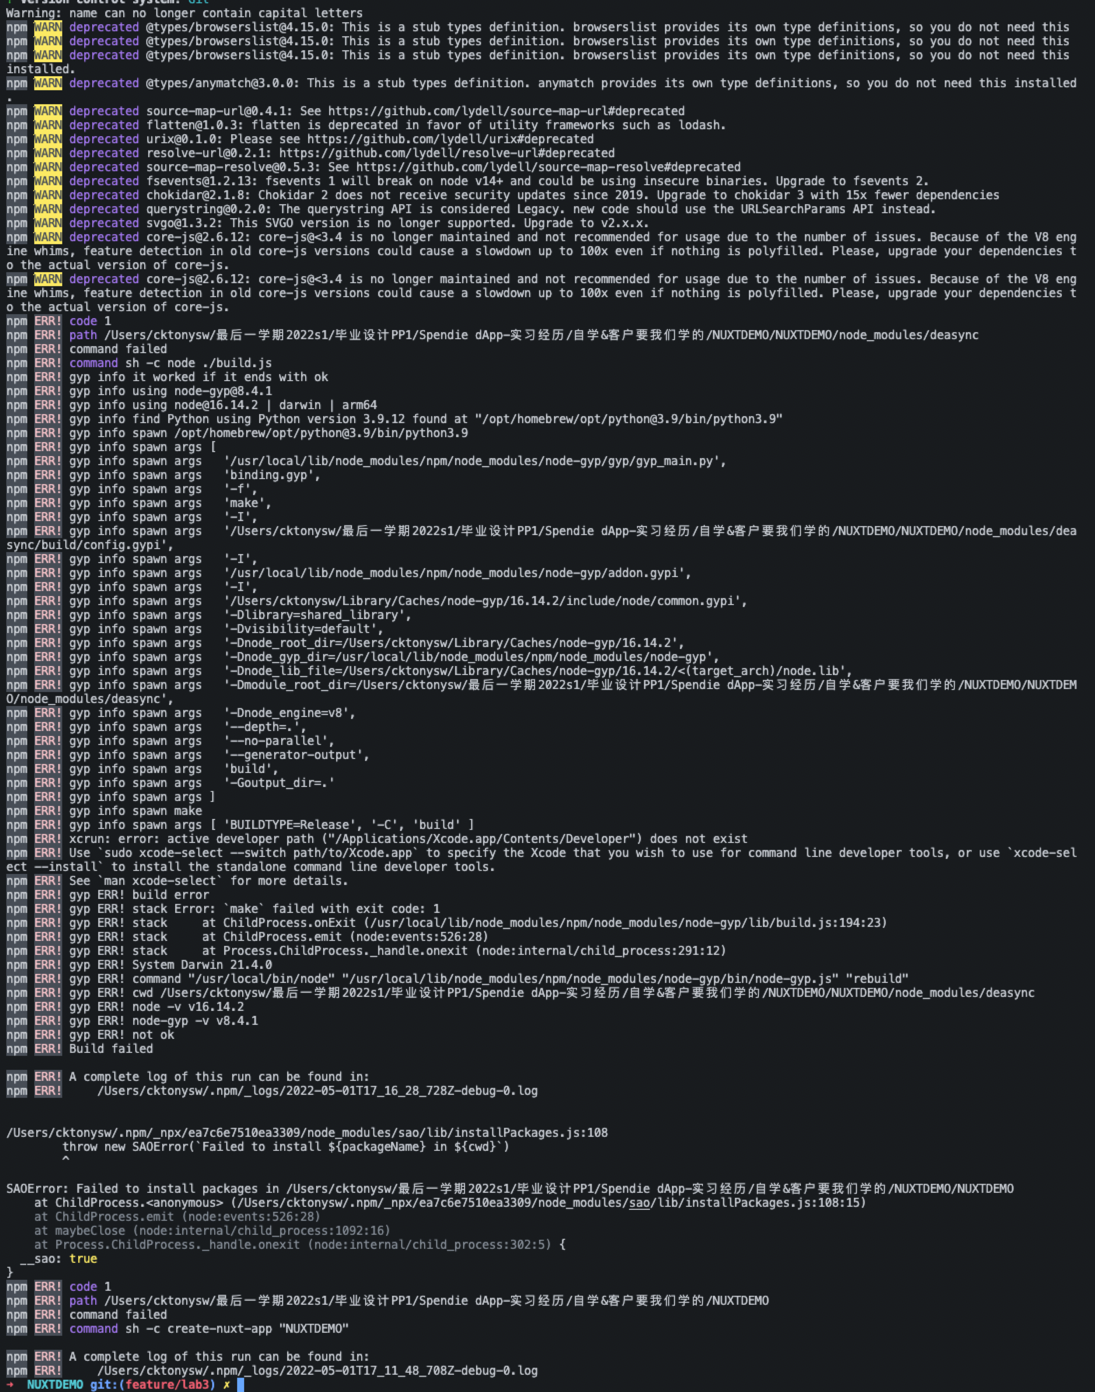 Version control system: Git
Warning: name can no longer contain capital letters
npm WARN deprecated @types/browserslist@4.15.0: This is a stub types definition. browserslist provides its own type definitions, so you do not need this
npm WARN deprecated @types/browserslist@4.15.0: This is a stub types definition. browserslist provides its own type definitions, so you do not need this
npm WARN deprecated @types/browserslist@4.15.0: This is a stub types definition. browserslist provides its own type definitions, so you do not need this
installed.
npm WARN deprecated @types/anymatch@3.0.0: This is a stub types definition. anymatch provides its own type definitions, so you do not need this installed
.
npm WARN deprecated source-map-url@0.4.1: See https://github.com/lydell/source-map-url#deprecated
npm WARN deprecated flatten@1.0.3: flatten is deprecated in favor of utility frameworks such as lodash.
npm WARN deprecated urix@0.1.0: Please see https://github.com/lydell/urix#deprecated
npm WARN deprecated resolve-url@0.2.1: https://github.com/lydell/resolve-url#deprecated
npm WARN deprecated source-map-resolve@0.5.3: See https://github.com/lydell/source-map-resolve#deprecated
npm WARN deprecated fsevents@1.2.13: fsevents 1 will break on node v14+ and could be using insecure binaries. Upgrade to fsevents 2.
npm WARN deprecated chokidar@2.1.8: Chokidar 2 does not receive security updates since 2019. Upgrade to chokidar 3 with 15x fewer dependencies
npm WARN deprecated querystring@0.2.0: The querystring API is considered Legacy. new code should use the URLSearchParams API instead.
npm WARN deprecated svgo@1.3.2: This SVGO version is no longer supported. Upgrade to v2.x.x.
npm WARN deprecated core-js@2.6.12: core-js@<3.4 is no longer maintained and not recommended for usage due to the number of issues. Because of the V8 eng
ine whims, feature detection in old core-js versions could cause a slowdown up to 100x even if nothing is polyfilled. Please, upgrade your dependencies t
o the actual version of core-js.
npm WARN deprecated core-js@2.6.12: core-js@<3.4 is no longer maintained and not recommended for usage due to the number of issues. Because of the V8 eng
ine whims, feature detection in old core-js versions could cause a slowdown up to 100x even if nothing is polyfilled. Please, upgrade your dependencies t
o the actual version of core-js.
npm ERR! code 1
npm ERR! path /Users/cktonysw/最后一学期2022s1/毕业设计PP1/Spendie dApp-实习经历/自学&客户要我们学的/NUXTDEMO/NUXTDEMO/node_modules/deasync
npm ERR! command failed
npm ERR! command sh -c node ./build.js
npm ERR! gyp info it worked if it ends with ok
npm ERR! gyp info using node-gyp@8.4.1
npm ERR! gyp info using node@16.14.2 | darwin | arm64
npm ERR! gyp info find Python using Python version 3.9.12 found at "/opt/homebrew/opt/python@3.9/bin/python3.9"
npm ERR! gyp info spawn /opt/homebrew/opt/python@3.9/bin/python3.9
npm ERR! gyp info spawn args [
npm ERR! gyp info spawn args   '/usr/local/lib/node_modules/npm/node_modules/node-gyp/gyp/gyp_main.py',
npm ERR! gyp info spawn args   'binding.gyp',
npm ERR! gyp info spawn args   '-f',
npm ERR! gyp info spawn args   'make',
npm ERR! gyp info spawn args   '-I',
npm ERR! gyp info spawn args   '/Users/cktonysw/最后一学期2022s1/毕业设计PP1/Spendie dApp-实习经历/自学&客户要我们学的/NUXTDEMO/NUXTDEMO/node_modules/dea
sync/build/config.gypi',
npm ERR! gyp info spawn args   '-I',
npm ERR! gyp info spawn args   '/usr/local/lib/node_modules/npm/node_modules/node-gyp/addon.gypi',
npm ERR! gyp info spawn args   '-I',
npm ERR! gyp info spawn args   '/Users/cktonysw/Library/Caches/node-gyp/16.14.2/include/node/common.gypi',
npm ERR! gyp info spawn args   '-Dlibrary=shared_library',
npm ERR! gyp info spawn args   '-Dvisibility=default',
npm ERR! gyp info spawn args   '-Dnode_root_dir=/Users/cktonysw/Library/Caches/node-gyp/16.14.2',
npm ERR! gyp info spawn args   '-Dnode_gyp_dir=/usr/local/lib/node_modules/npm/node_modules/node-gyp',
npm ERR! gyp info spawn args   '-Dnode_lib_file=/Users/cktonysw/Library/Caches/node-gyp/16.14.2/<(target_arch)/node.lib',
npm ERR! gyp info spawn args   '-Dmodule_root_dir=/Users/cktonysw/最后一学期2022s1/毕业设计PP1/Spendie dApp-实习经历/自学&客户要我们学的/NUXTDEMO/NUXTDEM
O/node_modules/deasync',
npm ERR! gyp info spawn args   '-Dnode_engine=v8',
npm ERR! gyp info spawn args   '--depth=.',
npm ERR! gyp info spawn args   '--no-parallel',
npm ERR! gyp info spawn args   '--generator-output',
npm ERR! gyp info spawn args   'build',
npm ERR! gyp info spawn args   '-Goutput_dir=.'
npm ERR! gyp info spawn args ]
npm ERR! gyp info spawn make
npm ERR! gyp info spawn args [ 'BUILDTYPE=Release', '-C', 'build' ]
npm ERR! xcrun: error: active developer path ("/Applications/Xcode.app/Contents/Developer") does not exist
npm ERR! Use `sudo xcode-select --switch path/to/Xcode.app` to specify the Xcode that you wish to use for command line developer tools, or use `xcode-sel
ect --install` to install the standalone command line developer tools.
npm ERR! See `man xcode-select` for more details.
npm ERR! gyp ERR! build error
npm ERR! gyp ERR! stack Error: `make` failed with exit code: 1
npm ERR! gyp ERR! stack     at ChildProcess.onExit (/usr/local/lib/node_modules/npm/node_modules/node-gyp/lib/build.js:194:23)
npm ERR! gyp ERR! stack     at ChildProcess.emit (node:events:526:28)
npm ERR! gyp ERR! stack     at Process.ChildProcess._handle.onexit (node:internal/child_process:291:12)
npm ERR! gyp ERR! System Darwin 21.4.0
npm ERR! gyp ERR! command "/usr/local/bin/node" "/usr/local/lib/node_modules/npm/node_modules/node-gyp/bin/node-gyp.js" "rebuild"
npm ERR! gyp ERR! cwd /Users/cktonysw/最后一学期2022s1/毕业设计PP1/Spendie dApp-实习经历/自学&客户要我们学的/NUXTDEMO/NUXTDEMO/node_modules/deasync
npm ERR! gyp ERR! node -v v16.14.2
npm ERR! gyp ERR! node-gyp -v v8.4.1
npm ERR! gyp ERR! not ok
npm ERR! Build failed
npm ERR! A complete log of this run can be found in:
npm ERR!     /Users/cktonysw/.npm/_logs/2022-05-01T17_16_28_728Z-debug-0.log
/Users/cktonysw/.npm/_npx/ea7c6e7510ea3309/node_modules/sao/lib/installPackages.js:108
        throw new SAOError(`Failed to install ${packageName} in ${cwd}`)
        ^
SAOError: Failed to install packages in /Users/cktonysw/最后一学期2022s1/毕业设计PP1/Spendie dApp-实习经历/自学&客户要我们学的/NUXTDEMO/NUXTDEMO
    at ChildProcess.<anonymous> (/Users/cktonysw/.npm/_npx/ea7c6e7510ea3309/node_modules/sao/lib/installPackages.js:108:15)
    at ChildProcess.emit (node:events:526:28)
    at maybeClose (node:internal/child_process:1092:16)
    at Process.ChildProcess._handle.onexit (node:internal/child_process:302:5) {
  __sao: true
}
npm ERR! code 1
npm ERR! path /Users/cktonysw/最后一学期2022s1/毕业设计PP1/Spendie dApp-实习经历/自学&客户要我们学的/NUXTDEMO
npm ERR! command failed
npm ERR! command sh -c create-nuxt-app "NUXTDEMO"
npm ERR! A complete log of this run can be found in:
npm ERR!     /Users/cktonysw/.npm/_logs/2022-05-01T17_11_48_708Z-debug-0.log
➜  NUXTDEMO git:(feature/lab3) ✗